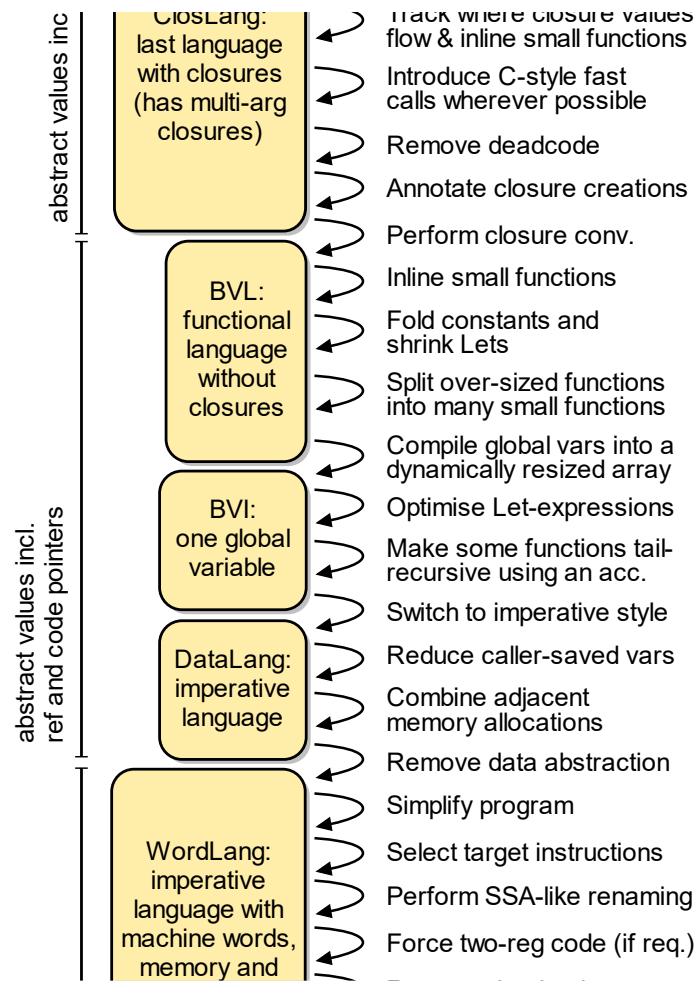 abstract values inc
ClosLang:
last language
with closures
(has multi-arg
closures)
Track where closure values
flow & inline small functions
Introduce C-style fast
calls wherever possible
Remove deadcode
Annotate closure creations
Perform closure conv.
abstract values incl.
ref and code pointers
BVL:
functional
language
without
closures
Inline small functions
Fold constants and
shrink Lets
Split over-sized functions
into many small functions
Compile global vars into a
dynamically resized array
BVI:
one global
variable
Optimise Let-expressions
Make some functions tail-
recursive using an acc.
Switch to imperative style
DataLang:
imperative
language
Reduce caller-saved vars
Combine adjacent
memory allocations
Remove data abstraction
WordLang:
imperative
language with
machine words,
memory and
Simplify program
Select target instructions
Perform SSA-like renaming
Force two-reg code (if req.)